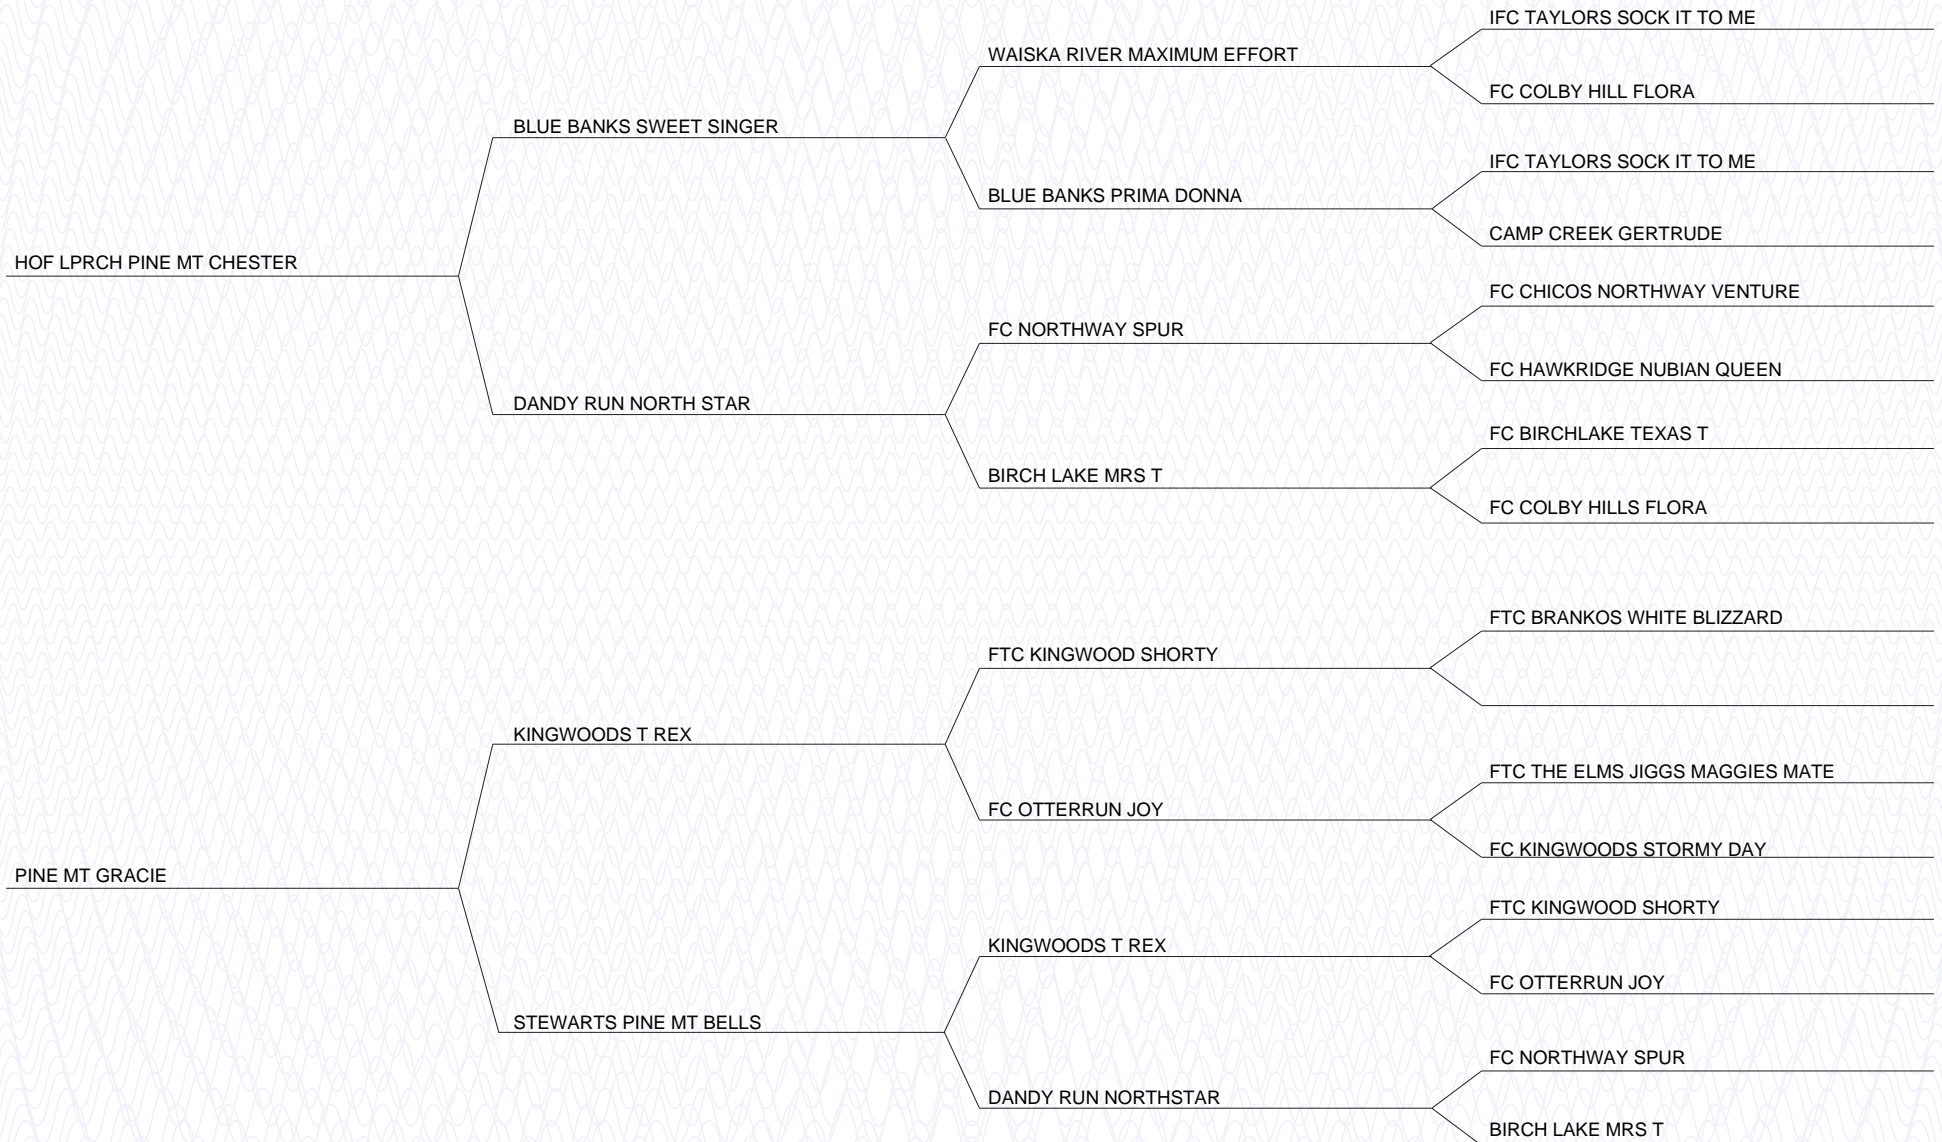 IFC TAYLORS SOCK IT TO ME
WAISKA RIVER MAXIMUM EFFORT
FC COLBY HILL FLORA
BLUE BANKS SWEET SINGER
IFC TAYLORS SOCK IT TO ME
BLUE BANKS PRIMA DONNA
CAMP CREEK GERTRUDE
HOF LPRCH PINE MT CHESTER
FC CHICOS NORTHWAY VENTURE
FC NORTHWAY SPUR
FC HAWKRIDGE NUBIAN QUEEN
DANDY RUN NORTH STAR
FC BIRCHLAKE TEXAS T
BIRCH LAKE MRS T
FC COLBY HILLS FLORA
FTC BRANKOS WHITE BLIZZARD
FTC KINGWOOD SHORTY
KINGWOODS T REX
FTC THE ELMS JIGGS MAGGIES MATE
FC OTTERRUN JOY
FC KINGWOODS STORMY DAY
PINE MT GRACIE
FTC KINGWOOD SHORTY
KINGWOODS T REX
FC OTTERRUN JOY
STEWARTS PINE MT BELLS
FC NORTHWAY SPUR
DANDY RUN NORTHSTAR
BIRCH LAKE MRS T